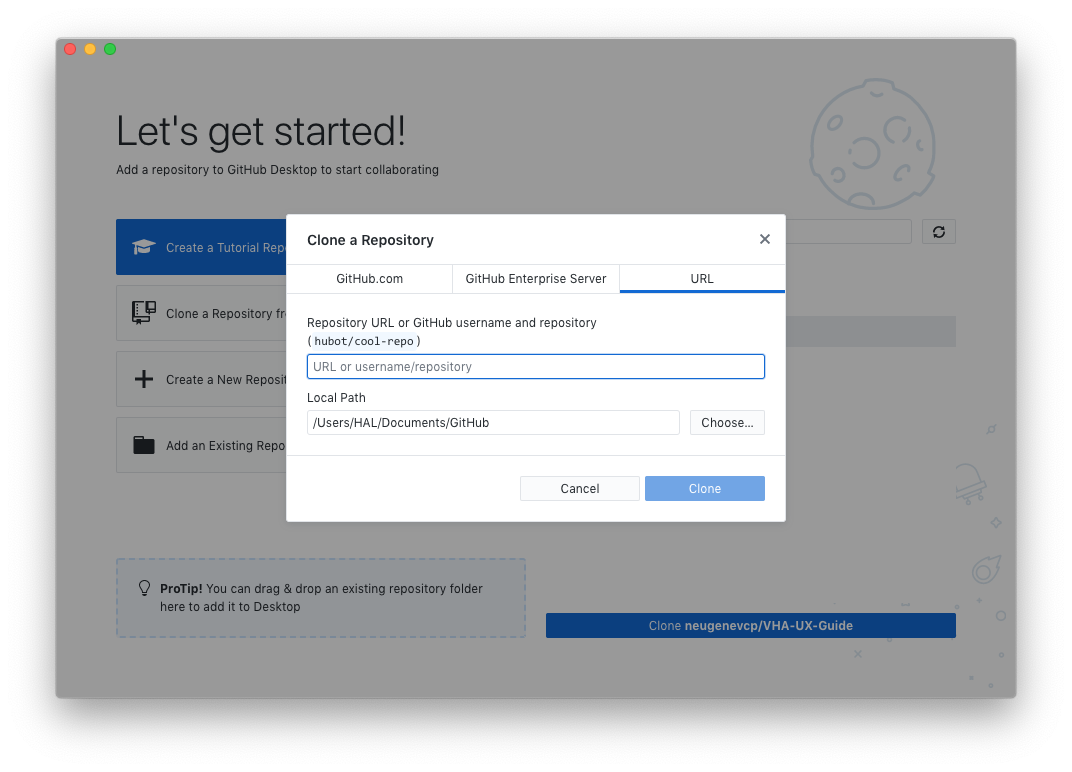 Let's get started!
Add a repository to GitHub Desktop to start collaborating
Create a Tutorial Repo
Clone a Repository
Create a New Reposit
Add an Existing Repo
Clone a Repository
GitHub.com
GitHub Enterprise Server
URL
Repository URL or GitHub username and repository
(hubot/cool-repo)
URL or username/repository
Local Path
/Users/HAL/Documents/GitHub
Choose...
Cancel
Clone
ProTip! You can drag & drop an existing repository folder
here to add it to Desktop
Clone neugenevcp/VHA-UX-Guide